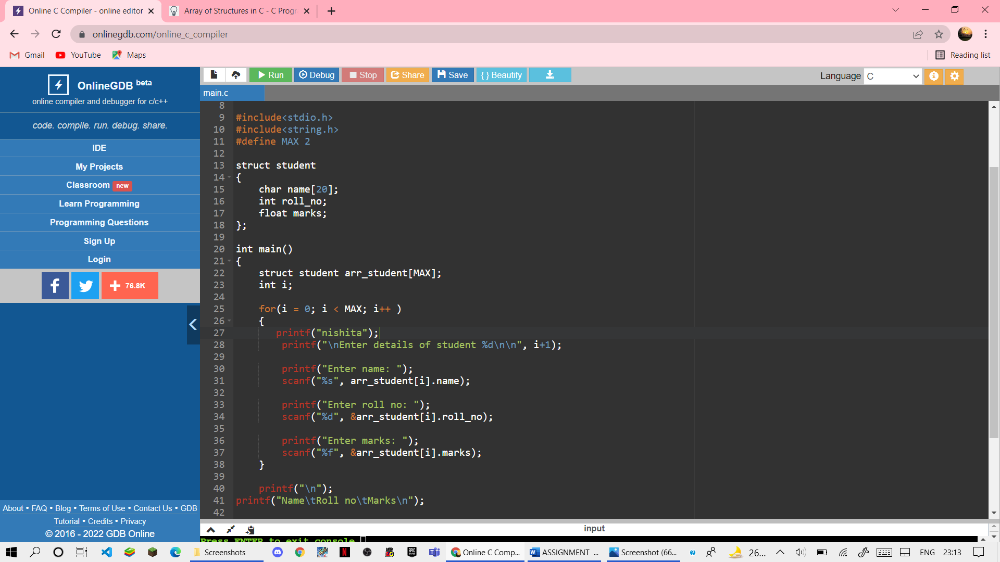 Online C Compiler - online editor
Array of Structures in C - C Progr
onlinegdb.com/online_c_compiler
Gmail YouTube Maps Reading list
OnlineGDB beta
online compiler and debugger for c/c++
code. compile. run. debug. share.
IDE
My Projects
Classroom new
Learn Programming
Programming Questions
Sign Up
Login
76.8K
About • FAQ • Blog • Terms of Use • Contact Us • GDB
Tutorial • Credits • Privacy
© 2016 - 2022 GDB Online
Run Debug Stop Share Save { } Beautify Language C
main.c
8
9 #include<stdio.h>
10 #include<string.h>
11 #define MAX 2
12
13 struct student
14 {
15 char name[20];
16 int roll_no;
17 float marks;
18 };
19
20 int main()
21 {
22 struct student arr_student[MAX];
23 int i;
24
25 for(i = 0; i < MAX; i++ )
26 {
27 printf("nishita");
28 printf("\nEnter details of student %d\n\n", i+1);
29
30 printf("Enter name: ");
31 scanf("%s", arr_student[i].name);
32
33 printf("Enter roll no: ");
34 scanf("%d", &arr_student[i].roll_no);
35
36 printf("Enter marks: ");
37 scanf("%f", &arr_student[i].marks);
38 }
39
40 printf("\n");
41 printf("Name\tRoll no\tMarks\n");
42
input
Press ENTER to exit console.
Screenshots Online C Comp... ASSIGNMENT ... Screenshot (66... 26... ENG 23:13